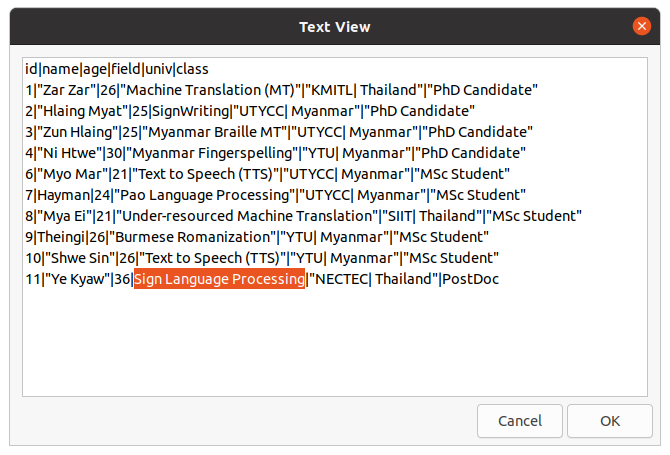 Text View
id|name|age|field|univ|class
1|"Zar Zar"|26|"Machine Translation (MT)"|"KMITL| Thailand"|"PhD Candidate"
2|"Hlaing Myat"|25|SignWriting|"UTYCC| Myanmar"|"PhD Candidate"
3|"Zun Hlaing"|25|"Myanmar Braille MT"|"UTYCC| Myanmar"|"PhD Candidate"
4|"Ni Htwe"|30|"Myanmar Fingerspelling"|"YTU| Myanmar"|"PhD Candidate"
6|"Myo Mar"|21|"Text to Speech (TTS)"|"UTYCC| Myanmar"|"MSc Student"
7|Hayman|24|"Pao Language Processing"|"UTYCC| Myanmar"|"MSc Student"
8|"Mya Ei"|21|"Under-resourced Machine Translation"|"SIIT| Thailand"|"MSc Student"
9|Theingi|26|"Burmese Romanization"|"YTU| Myanmar"|"MSc Student"
10|"Shwe Sin"|26|"Text to Speech (TTS)"|"YTU| Myanmar"|"MSc Student"
11|"Ye Kyaw"|36|Sign Language Processing|"NECTEC| Thailand"|PostDoc
Cancel OK